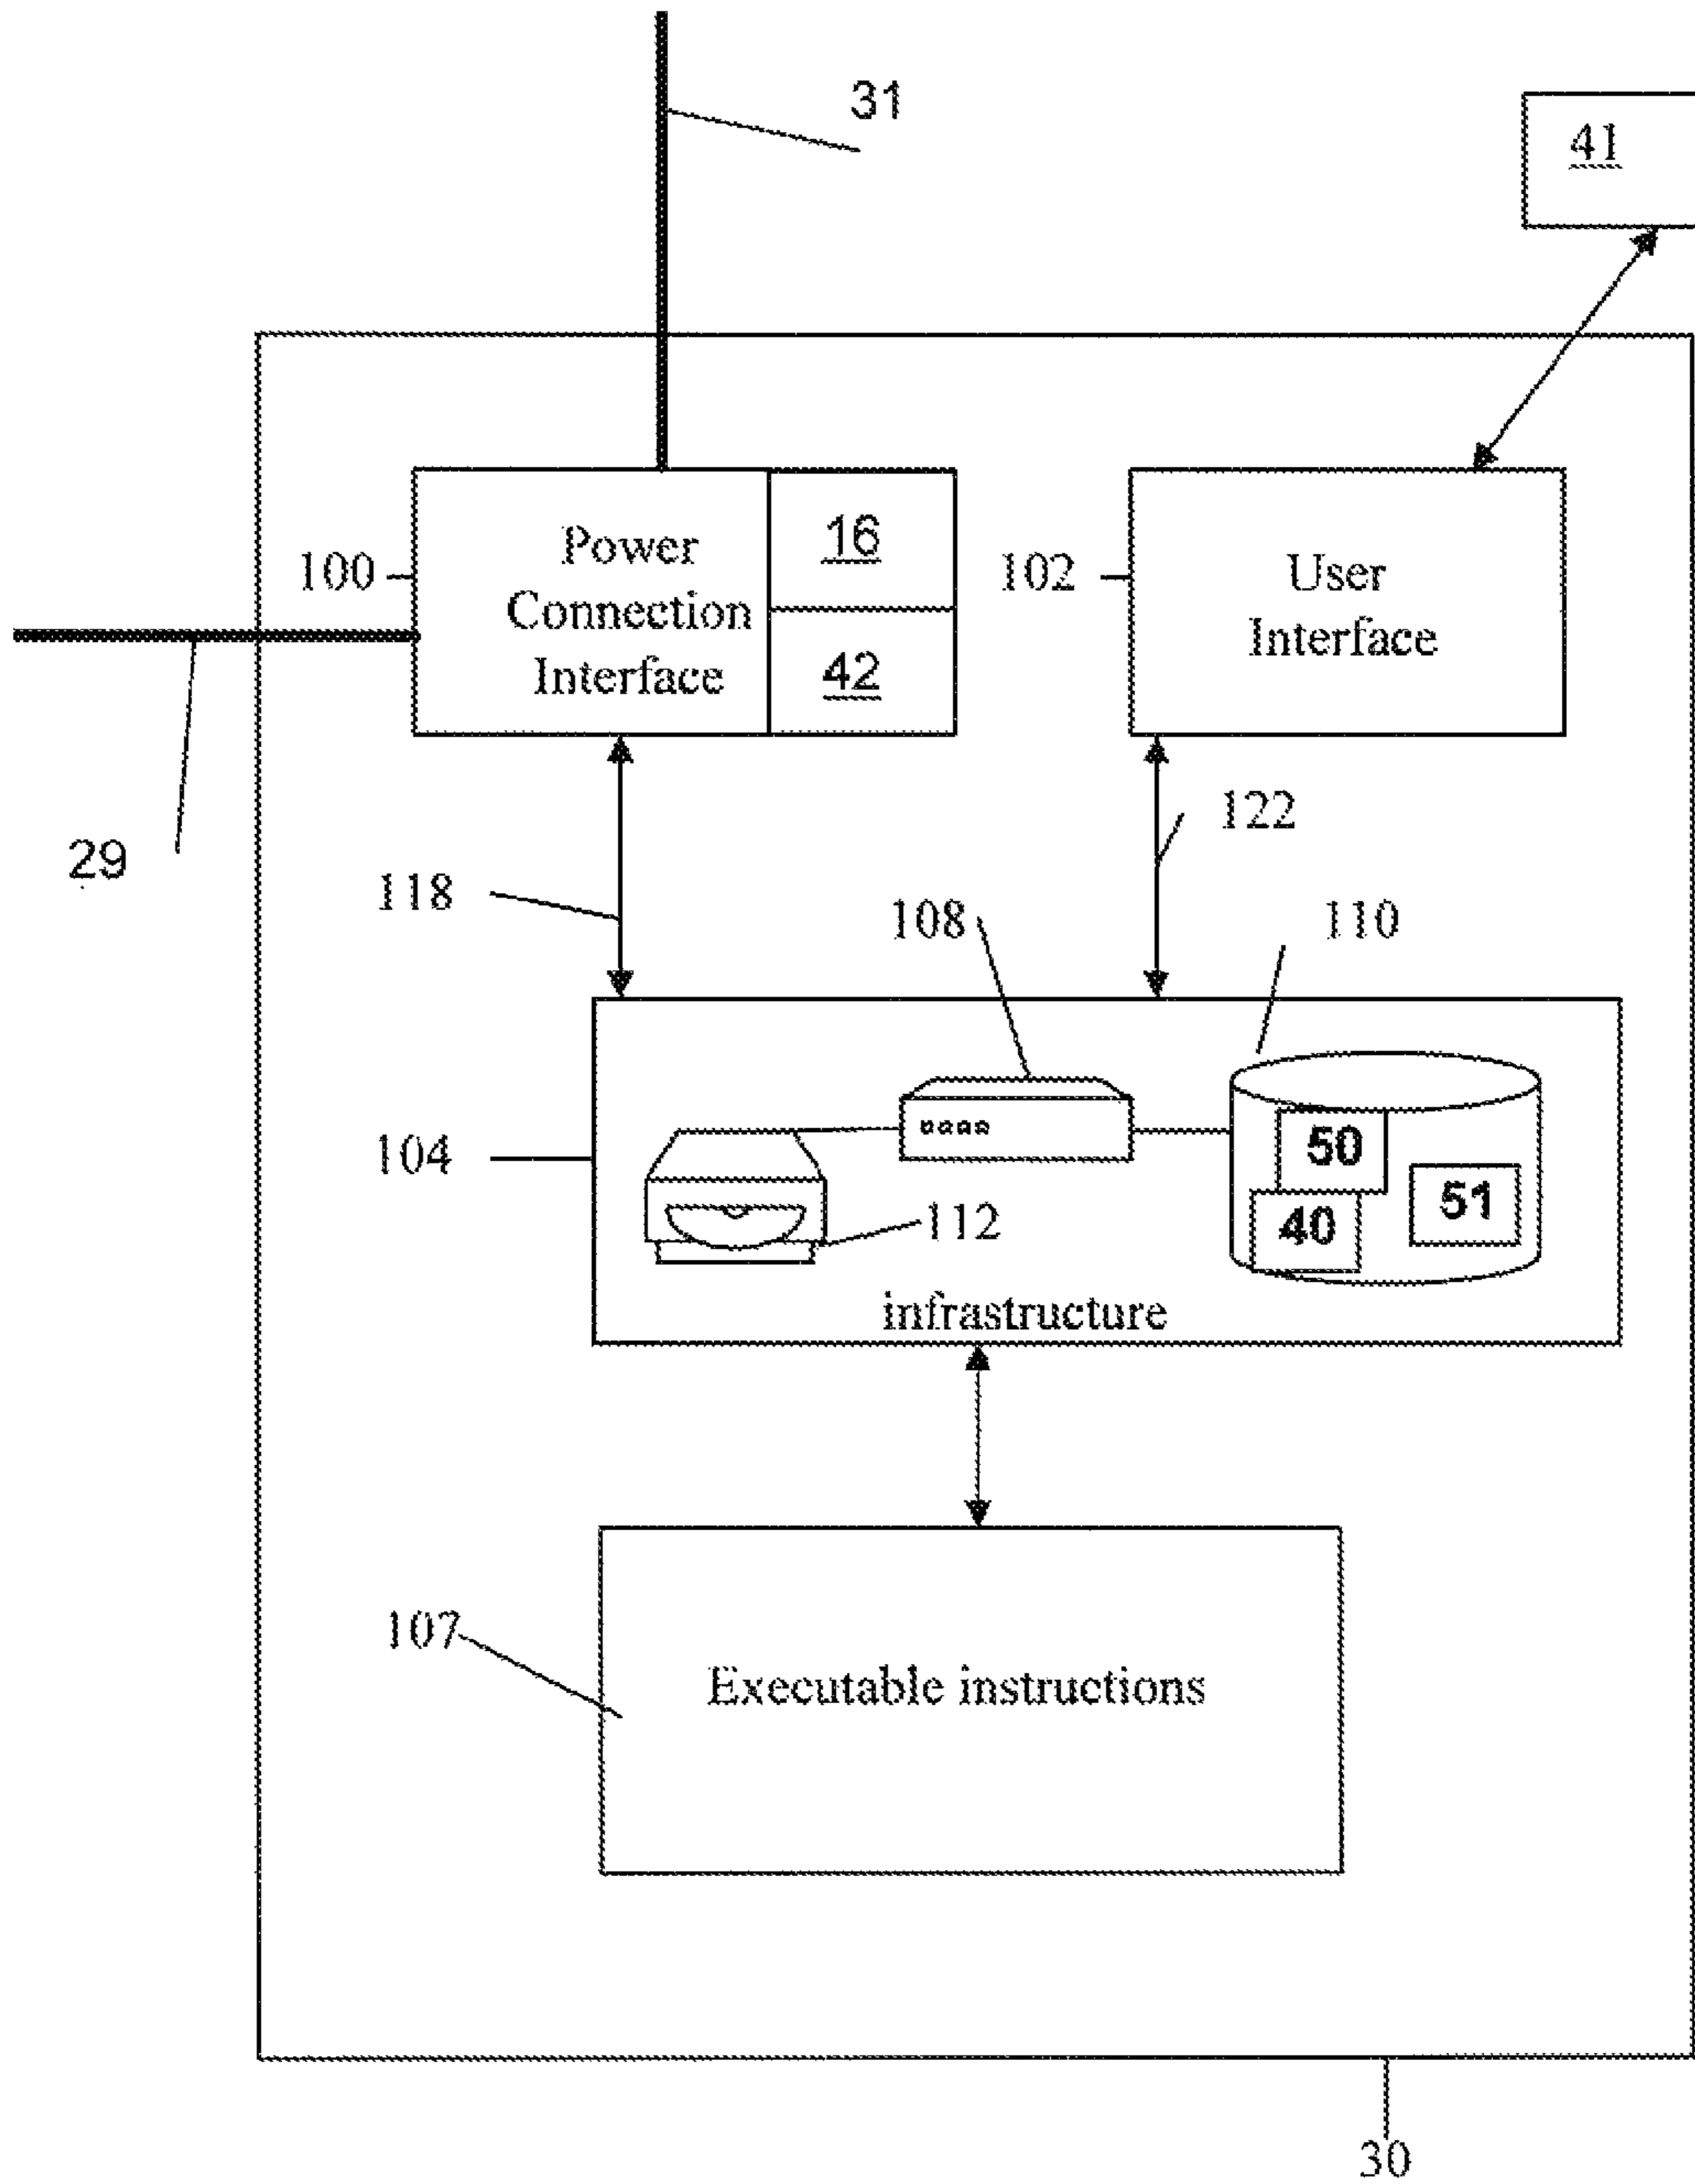 31
41
Power
Connection
Interface
16
42
100
102
User
Interface
29
118
122
108
110
104
50
40
51
112
infrastructure
107
Executable instructions
30